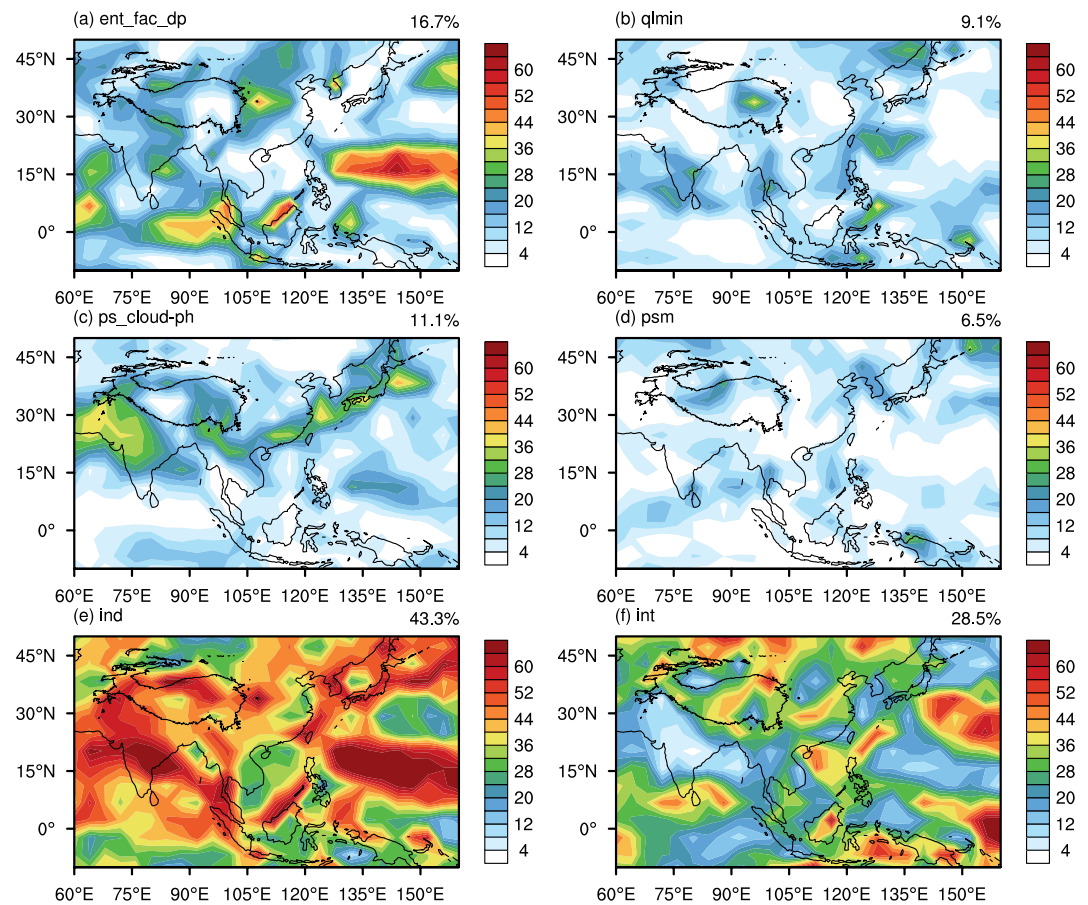 (a) ent_fac_dp 16.7% (b) qlmin 9.1%
45°N 60 45°N 60
52 52
30°N 44 30°N 44
36 36
15°N 28 15°N 28
20 20
0° 12 0° 12
4 4
60°E 75°E 90°E 105°E 120°E 135°E 150°E 60°E 75°E 90°E 105°E 120°E 135°E 150°E
(c) ps_cloud-ph 11.1% (d) psm 6.5%
45°N 60 45°N 60
52 52
30°N 44 30°N 44
36 36
15°N 28 15°N 28
20 20
0° 12 0° 12
4 4
60°E 75°E 90°E 105°E 120°E 135°E 150°E 60°E 75°E 90°E 105°E 120°E 135°E 150°E
(e) ind 43.3% (f) int 28.5%
45°N 60 45°N 60
52 52
30°N 44 30°N 44
36 36
15°N 28 15°N 28
20 20
0° 12 0° 12
4 4
60°E 75°E 90°E 105°E 120°E 135°E 150°E 60°E 75°E 90°E 105°E 120°E 135°E 150°E